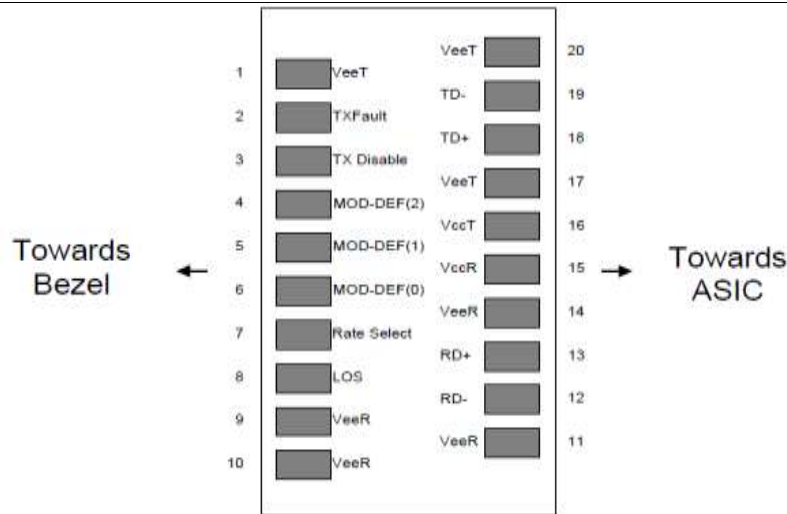 VeeT 20
1 VeeT
TD- 19
2 TXFault
TD+ 18
3 TX Disable
VeeT 17
4 MOD-DEF(2)
VccT 16
5 MOD-DEF(1)
Towards
Bezel
VccR 15
Towards
ASIC
6 MOD-DEF(0)
VeeR 14
7 Rate Select
RD+ 13
8 LOS
RD- 12
9 VeeR
VeeR 11
10 VeeR